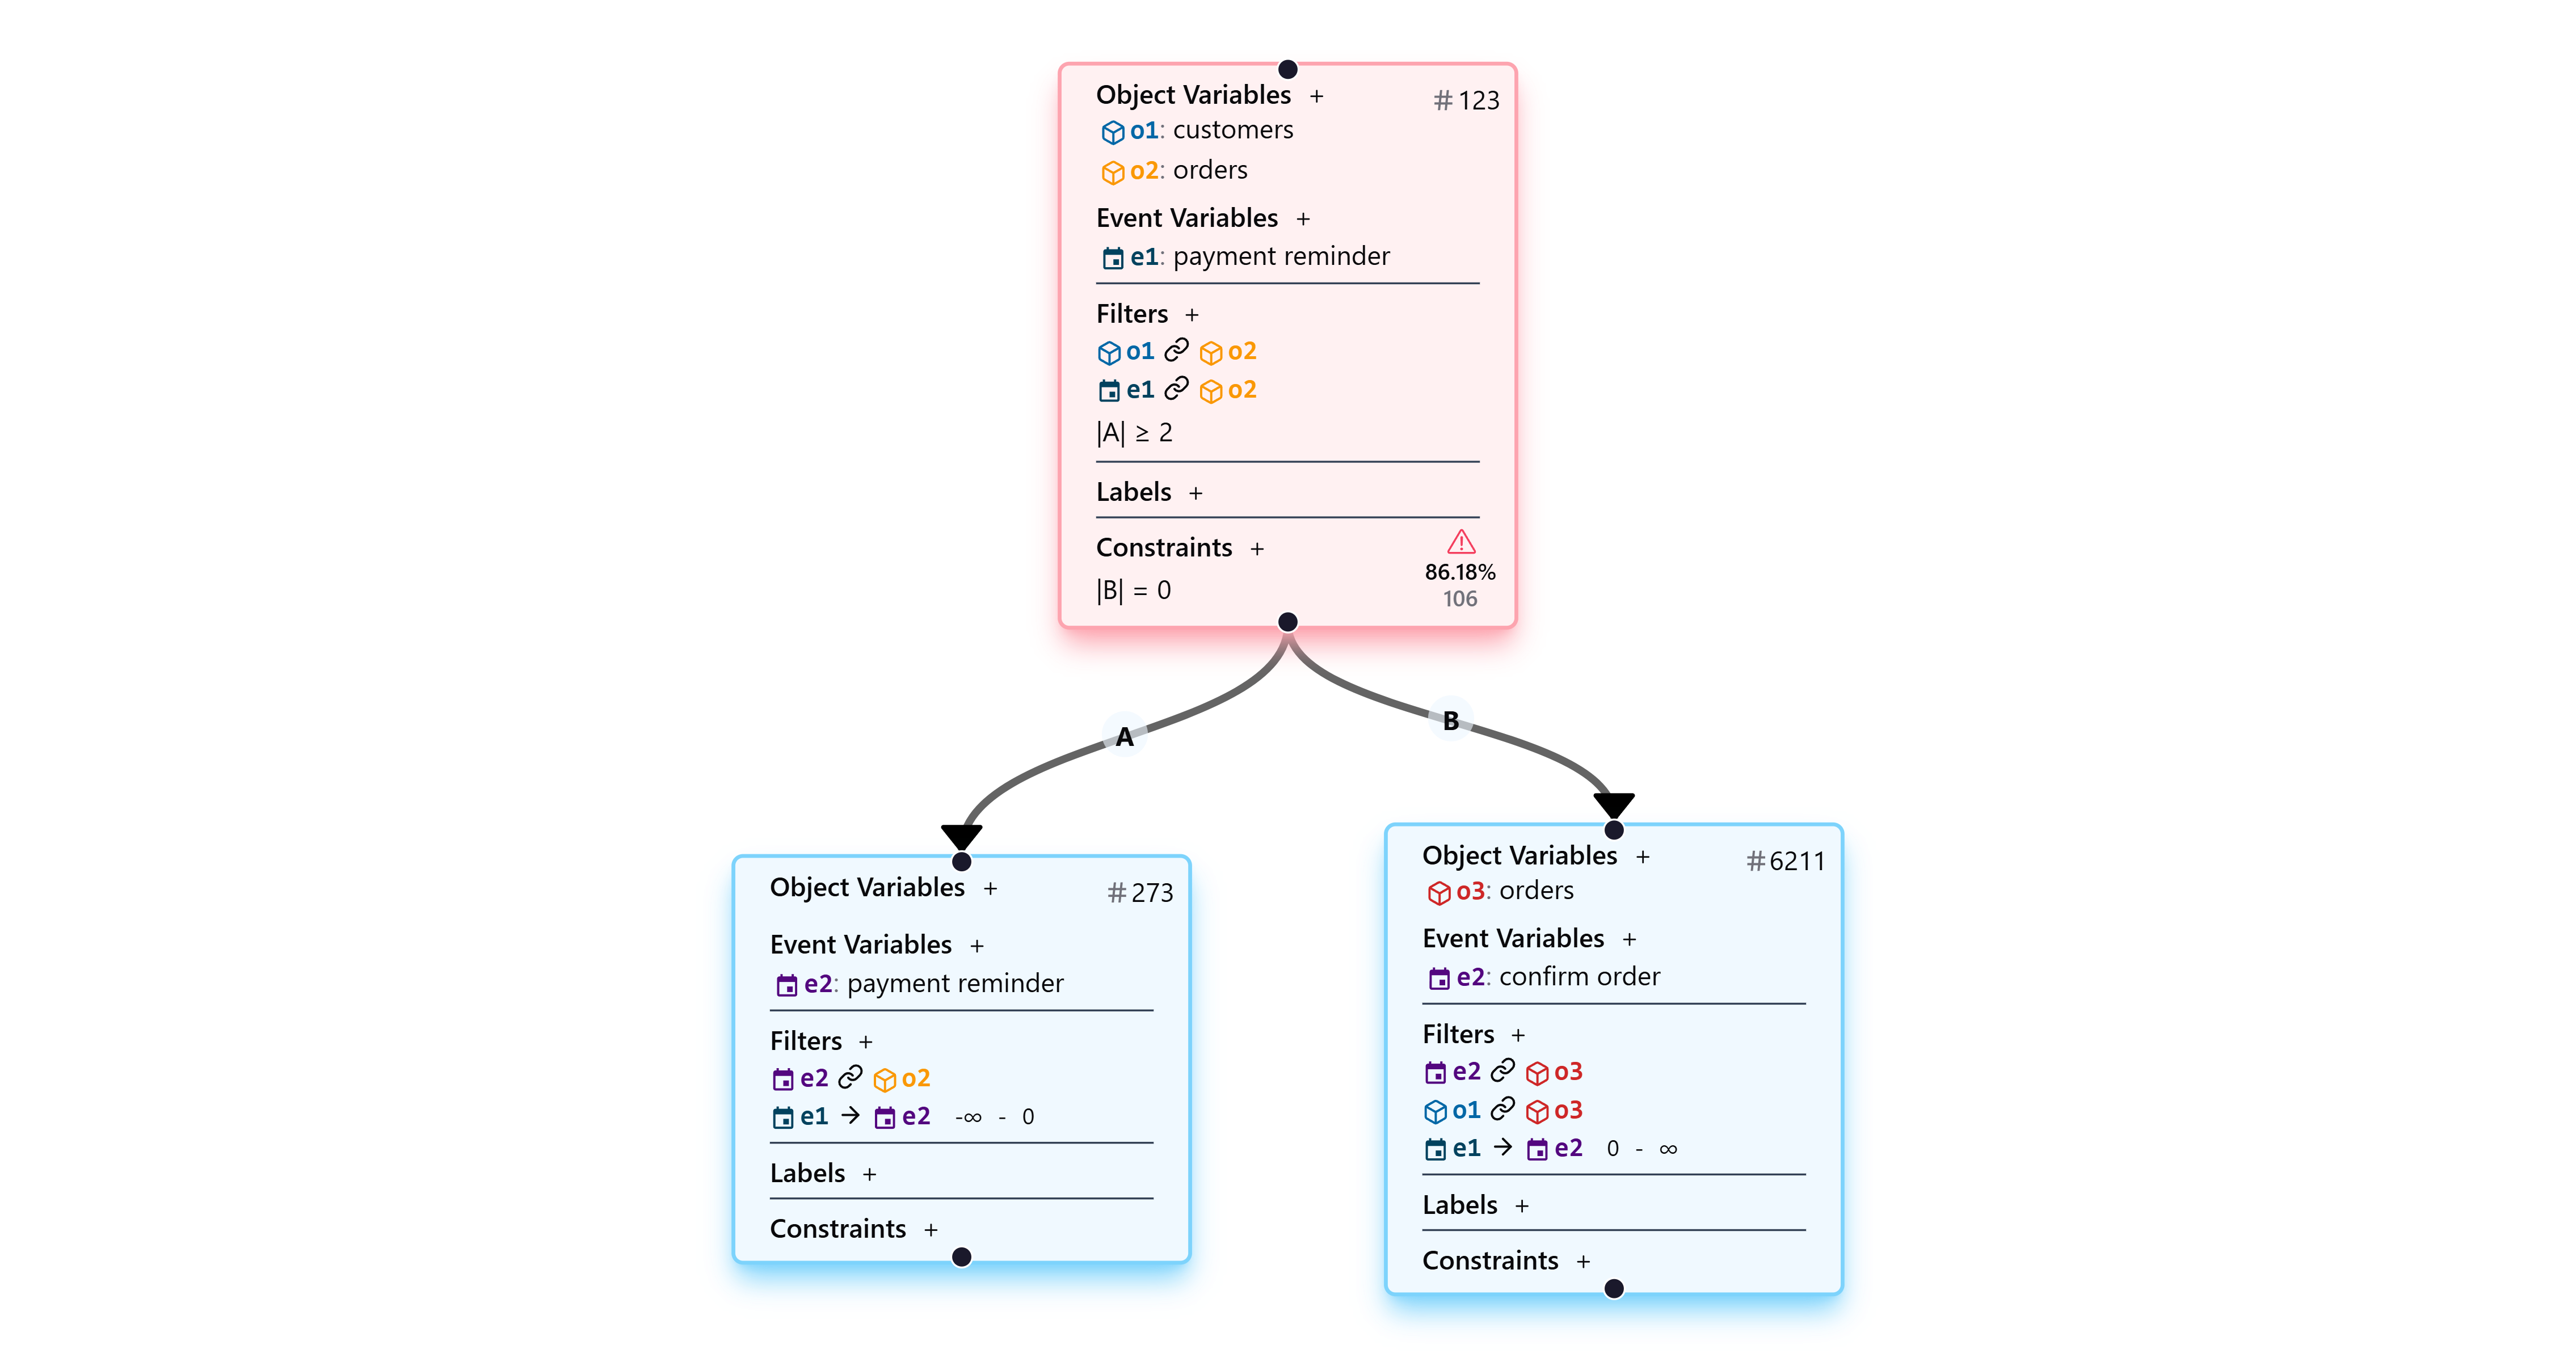 Object Variables +
# 123
o1: customers
o2: orders
Event Variables +
e1: payment reminder
Filters +
o1 o2
e1 o2
|A| ≥ 2
Labels +
Constraints +
86.18%
|B| = 0
106
A
B
Object Variables +
# 273
Event Variables +
e2: payment reminder
Filters +
e2 o2
e1 → e2 -∞ - 0
Labels +
Constraints +
Object Variables +
# 6211
o3: orders
Event Variables +
e2: confirm order
Filters +
e2 o3
o1 o3
e1 → e2 0 - ∞
Labels +
Constraints +